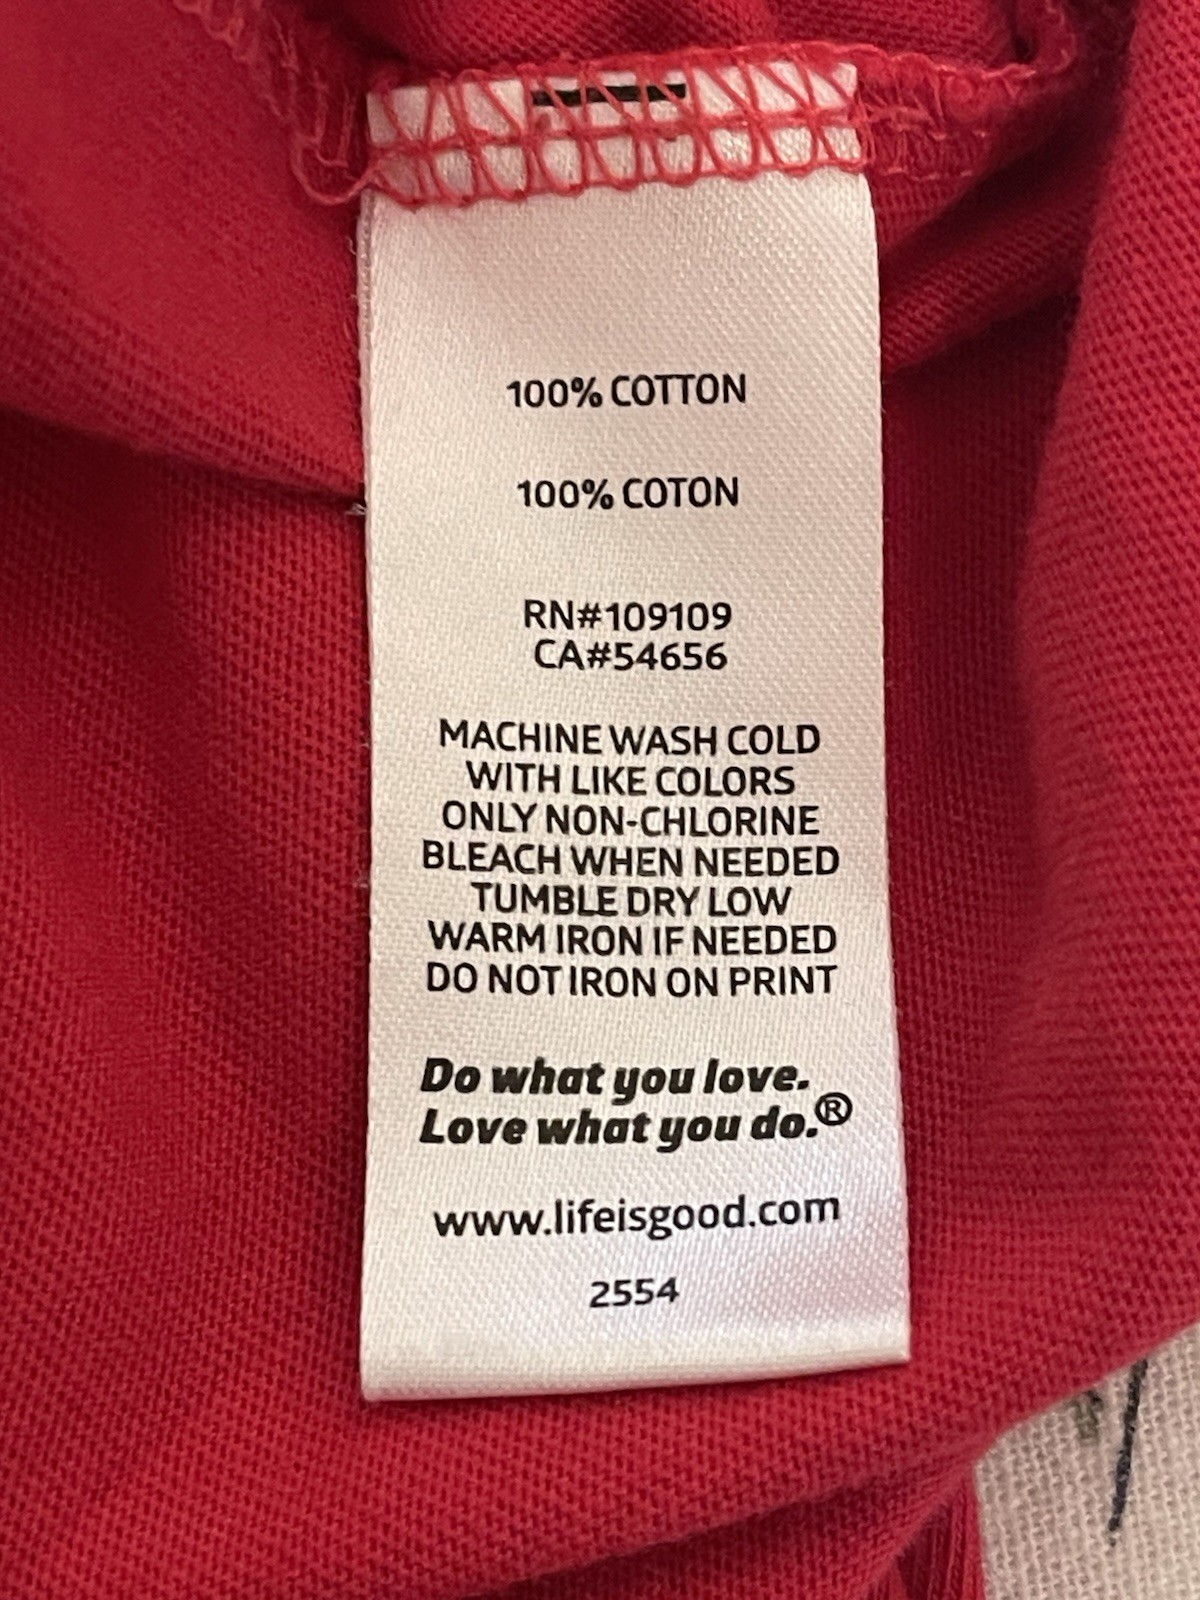 100% COTTON
100% COTON
RN#109109
CA#54656
MACHINE WASH COLD
WITH LIKE COLORS
ONLY NON-CHLORINE
BLEACH WHEN NEEDED
TUMBLE DRY LOW
WARM IRON IF NEEDED
DO NOT IRON ON PRINT
Do what you love.
Love what you do.®
www.lifeisgood.com
2554